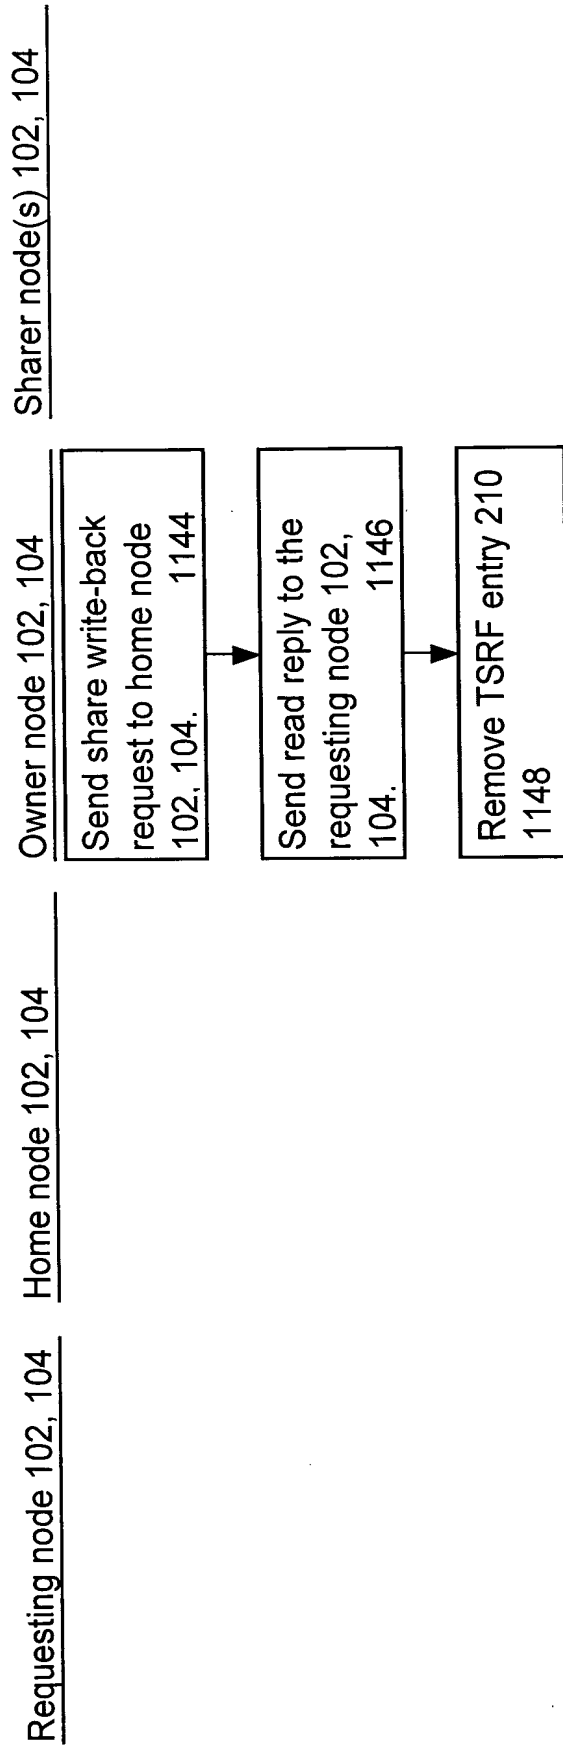 Requesting node 102, 104
Home node 102, 104
Owner node 102, 104
Sharer node(s) 102, 104
Send share write-back
request to home node
102, 104. 1144
Send read reply to the
requesting node 102,
104. 1146
Remove TSRF entry 210
1148